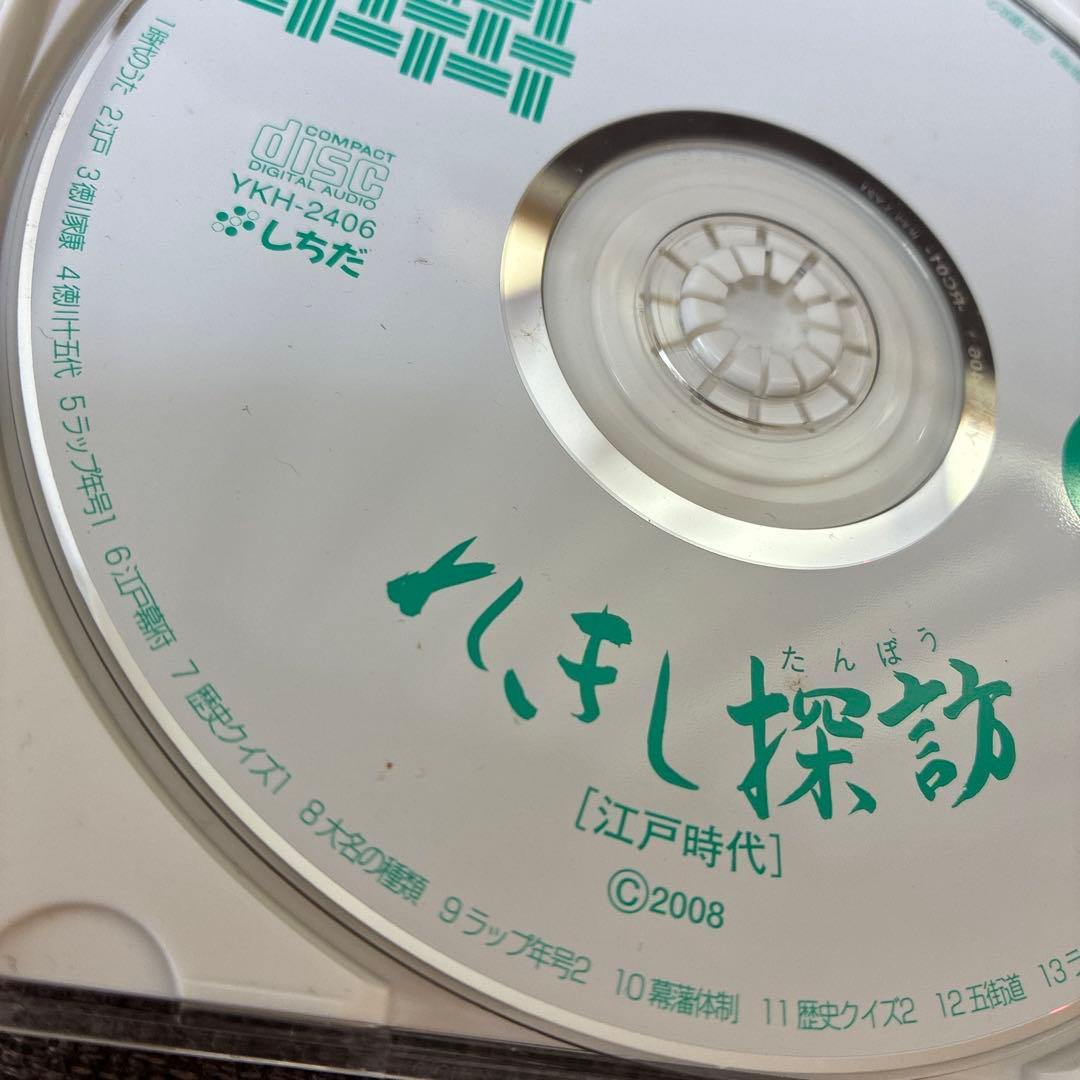 COMPACT
disc
DIGITAL AUDIO
YKH-2406
しちだ
たんぼう
れきし探訪
[江戸時代]
©2008
1 時代のうた 2 江戸 3 徳川家康 4 徳川十五代 5 ラップ年号1 6 江戸幕府 7 歴史クイズ1 8 大名の種類 9 ラップ年号2 10 幕藩体制 11 歴史クイズ2 12 五街道 13 ラ